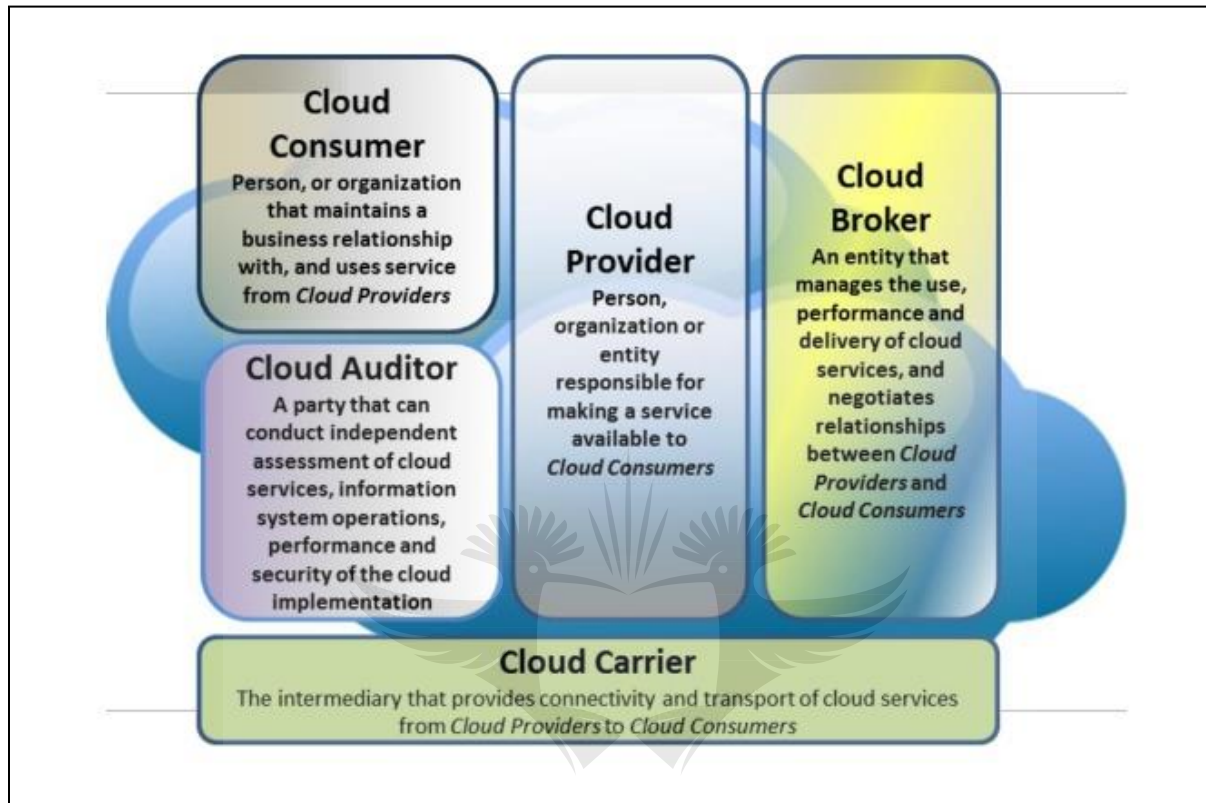 Cloud
Consumer
Person, or organization
that maintains a
business relationship
with, and uses service
from Cloud Providers
Cloud Auditor
A party that can
conduct independent
assessment of cloud
services, information
system operations,
performance and
security of the cloud
implementation
Cloud
Provider
Person,
organization or
entity
responsible for
making a service
available to
Cloud Consumers
Cloud
Broker
An entity that
manages the use,
performance and
delivery of cloud
services, and
negotiates
relationships
between Cloud
Providers and
Cloud Consumers
Cloud Carrier
The intermediary that provides connectivity and transport of cloud services
from Cloud Providers to Cloud Consumers